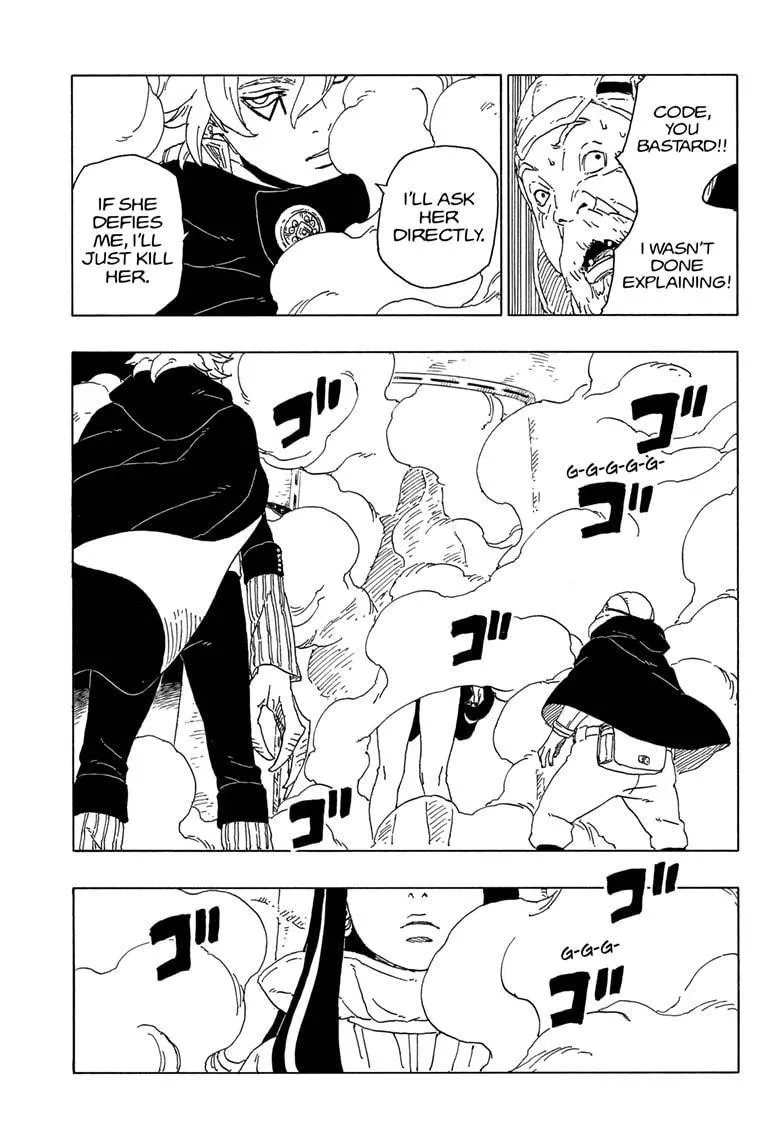 CODE,
YOU
BASTARD!!
I WASN'T
DONE
EXPLAINING!
I'LL ASK
HER
DIRECTLY.
IF SHE
DEFIES
ME, I'LL
JUST KILL
HER.
ゴ
G-G-G-G-G-
ゴ
ゴ
ゴ
ゴ
ゴ
G-G-G-
ゴ
ゴ